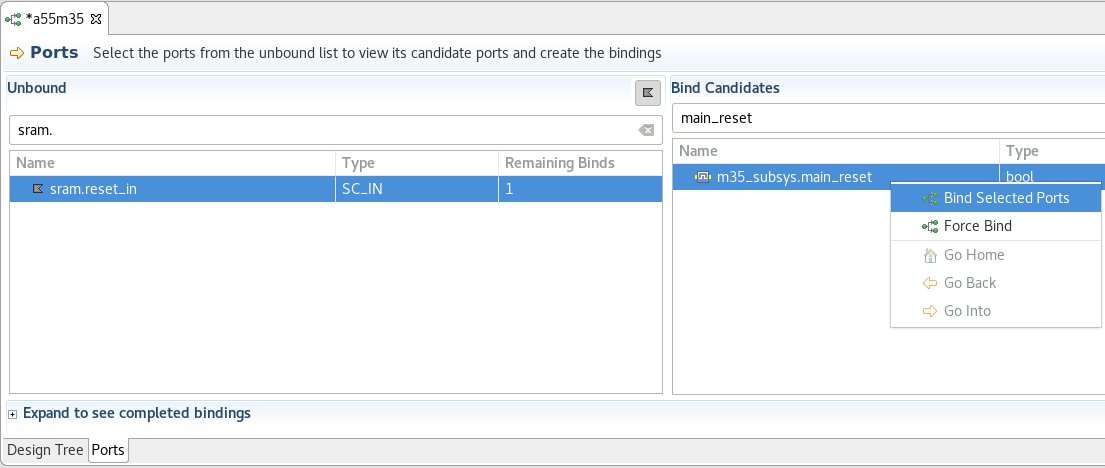 *a55m35
Ports Select the ports from the unbound list to view its candidate ports and create the bindings
Unbound
sram.
Name Type Remaining Binds
sram.reset_in SC_IN 1
Bind Candidates
main_reset
Name Type
m35_subsys.main_reset bool
Bind Selected Ports
Force Bind
Go Home
Go Back
Go Into
Expand to see completed bindings
Design Tree Ports